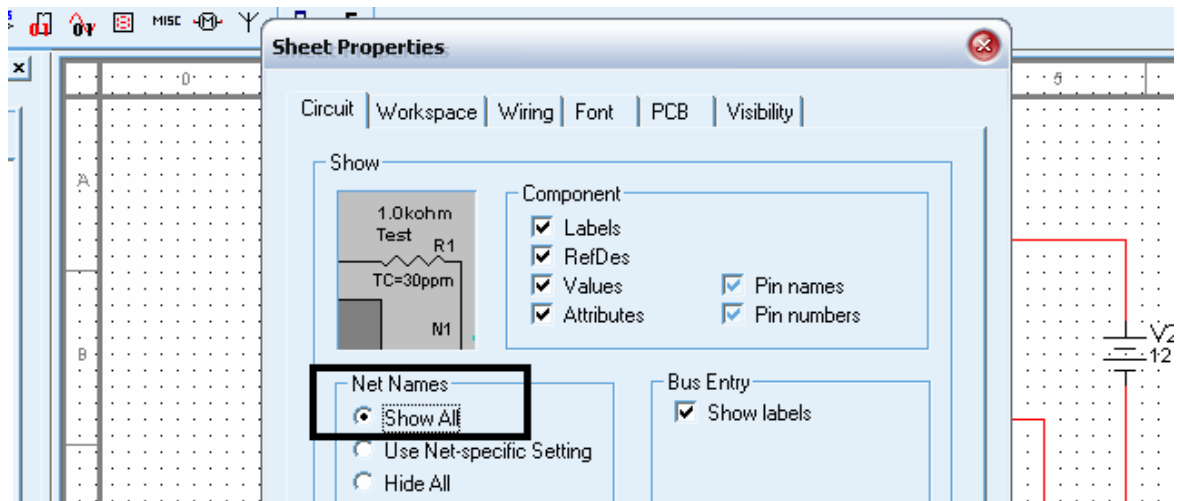 MISC
Sheet Properties
0
5
Circuit Workspace Wiring Font PCB Visibility
Show
A
1.0kohm
Test
R1
TC=30ppm
N1
Component
Labels
RefDes
Values
Attributes
Pin names
Pin numbers
B
V2
12
Net Names
Show All
Use Net-specific Setting
Hide All
Bus Entry
Show labels